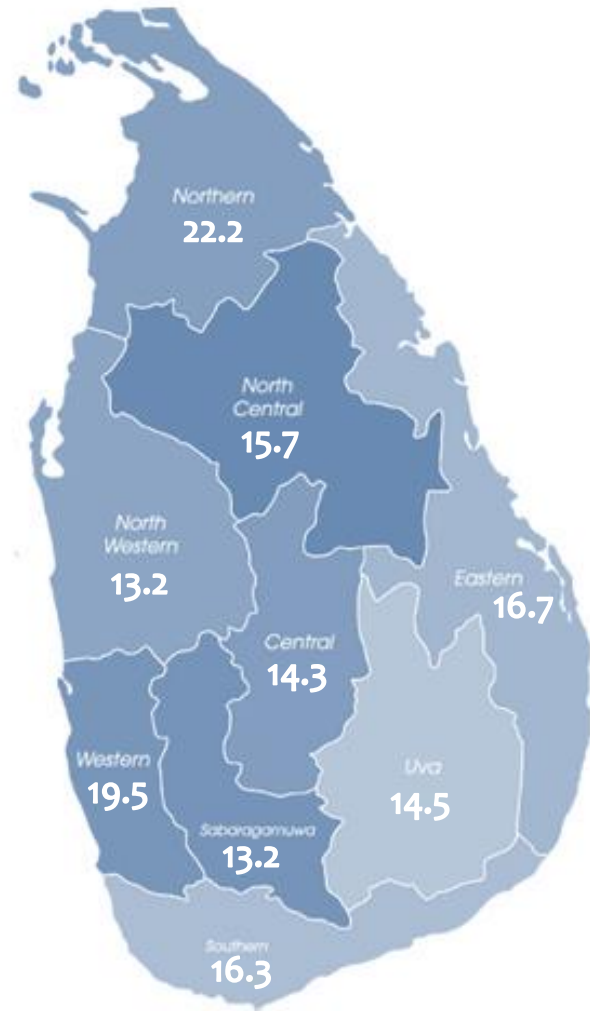 Northern
22.2
North
Central
15.7
North
Western
13.2
Eastern
16.7
Central
14.3
Western
19.5
Uva
14.5
Sabaragamuwa
13.2
Southern
16.3